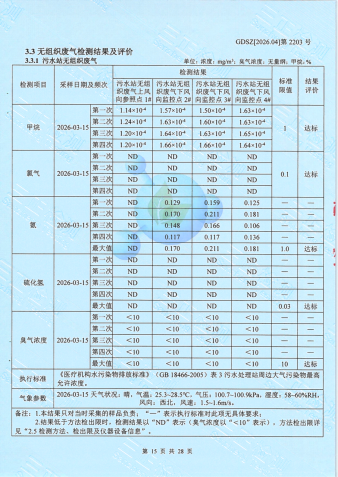 GDSZ[2026.04]第 2203 号
3.3 无组织废气检测结果及评价
3.3.1 污水站无组织废气
单位：浓度：mg/m³；臭气浓度：无量纲，甲烷：%
检测项目 采样日期及频次 检测结果 标准限值 结果评价
污水站无组织废气上风向参照点 1# 污水站无组织废气下风向监控点 2# 污水站无组织废气下风向监控点 3# 污水站无组织废气下风向监控点 4#
甲烷 2026-03-15 第一次 1.14×10⁻⁴ 1.57×10⁻⁴ 1.50×10⁻⁴ 1.63×10⁻⁴ 1 达标
第二次 1.24×10⁻⁴ 1.63×10⁻⁴ 1.60×10⁻⁴ 1.63×10⁻⁴
第三次 1.20×10⁻⁴ 1.64×10⁻⁴ 1.63×10⁻⁴ 1.65×10⁻⁴
第四次 1.20×10⁻⁴ 1.66×10⁻⁴ 1.66×10⁻⁴ 1.64×10⁻⁴
氯气 2026-03-15 第一次 ND ND ND ND 0.1 达标
第二次 ND ND ND ND
第三次 ND ND ND ND
第四次 ND ND ND ND
氨 2026-03-15 第一次 ND 0.129 0.159 0.125 — —
第二次 ND 0.170 0.211 0.181 — —
第三次 ND 0.148 0.166 0.106 — —
第四次 ND 0.117 0.117 0.136 — —
最大值 ND 0.170 0.211 0.181 1.0 达标
硫化氢 2026-03-15 第一次 ND ND ND ND — —
第二次 ND ND ND ND — —
第三次 ND ND ND ND — —
第四次 ND ND ND ND — —
最大值 ND ND ND ND 0.03 达标
臭气浓度 2026-03-15 第一次 ＜10 ＜10 ＜10 ＜10 — —
第二次 ＜10 ＜10 ＜10 ＜10 — —
第三次 ＜10 ＜10 ＜10 ＜10 — —
第四次 ＜10 ＜10 ＜10 ＜10 — —
最大值 ＜10 ＜10 ＜10 ＜10 10 达标
执行标准 《医疗机构水污染物排放标准》（GB 18466-2005）表 3 污水处理站周边大气污染物最高
允许浓度。
气象参数 2026-03-15 天气状况：晴，气温：25.3~28.5℃，气压：100.7~100.9kPa，湿度：58~60%RH，
风向：西北，风速：1.5~1.6m/s。
备注：1.本结果只对当时采集的样品负责；“—”表示执行标准对此项无具体要求；
2.结果低于方法检出限时，检测结果以“ND”表示（臭气浓度以“＜10”表示），方法检出限详
见“2.5 检测方法、检出限及仪器设备信息”。
第 15 页 共 28 页